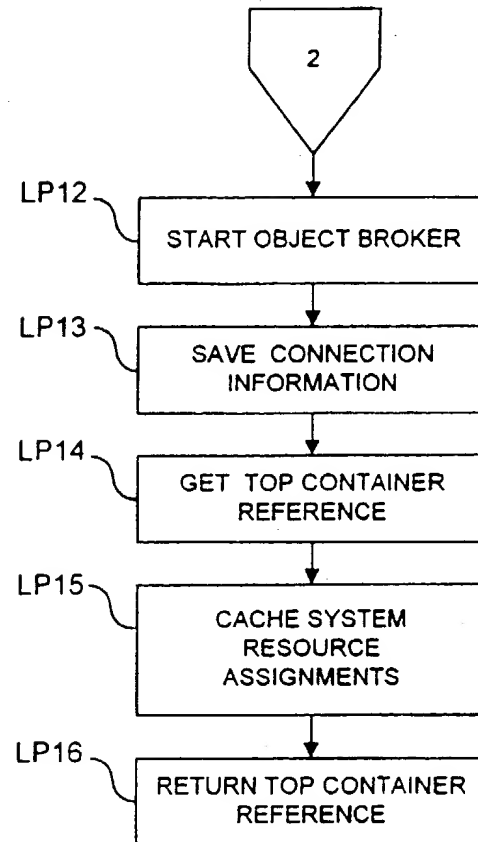 2
LP12
START OBJECT BROKER
LP13
SAVE CONNECTION
INFORMATION
LP14
GET TOP CONTAINER
REFERENCE
LP15
CACHE SYSTEM
RESOURCE
ASSIGNMENTS
LP16
RETURN TOP CONTAINER
REFERENCE